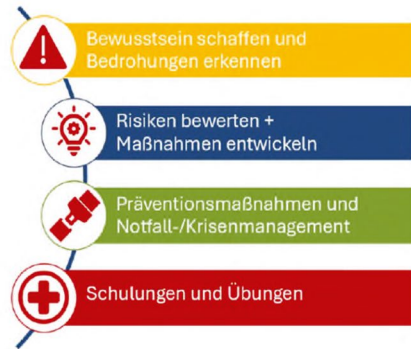 Bewusstsein schaffen und
Bedrohungen erkennen
Risiken bewerten +
Maßnahmen entwickeln
Präventionsmaßnahmen und
Notfall-/Krisenmanagement
Schulungen und Übungen